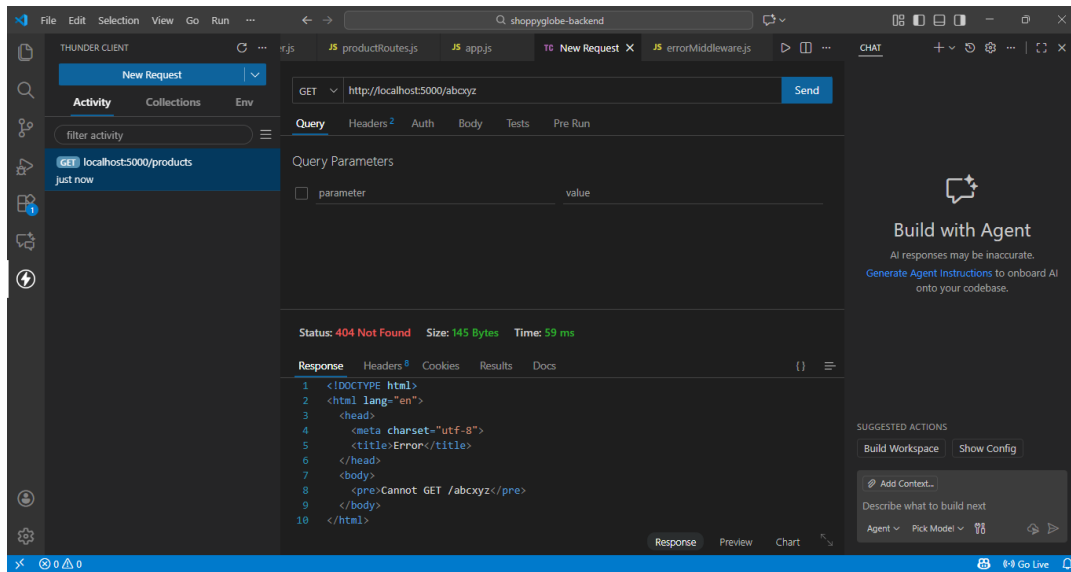 File Edit Selection View Go Run ...
shoppyglobe-backend
THUNDER CLIENT
New Request
Activity Collections Env
filter activity
GET localhost:5000/products
just now
er.js JS productRoutes.js JS app.js TC New Request JS errorMiddleware.js
GET http://localhost:5000/abcxyz Send
Query Headers 2 Auth Body Tests Pre Run
Query Parameters
parameter value
Status: 404 Not Found Size: 145 Bytes Time: 59 ms
Response Headers 8 Cookies Results Docs {}
1 <!DOCTYPE html>
2 <html lang="en">
3 <head>
4 <meta charset="utf-8">
5 <title>Error</title>
6 </head>
7 <body>
8 <pre>Cannot GET /abcxyz</pre>
9 </body>
10 </html>
Response Preview Chart
CHAT
Build with Agent
AI responses may be inaccurate.
Generate Agent Instructions to onboard AI
onto your codebase.
SUGGESTED ACTIONS
Build Workspace Show Config
Add Context...
Describe what to build next
Agent Pick Model
1
0 0
Go Live